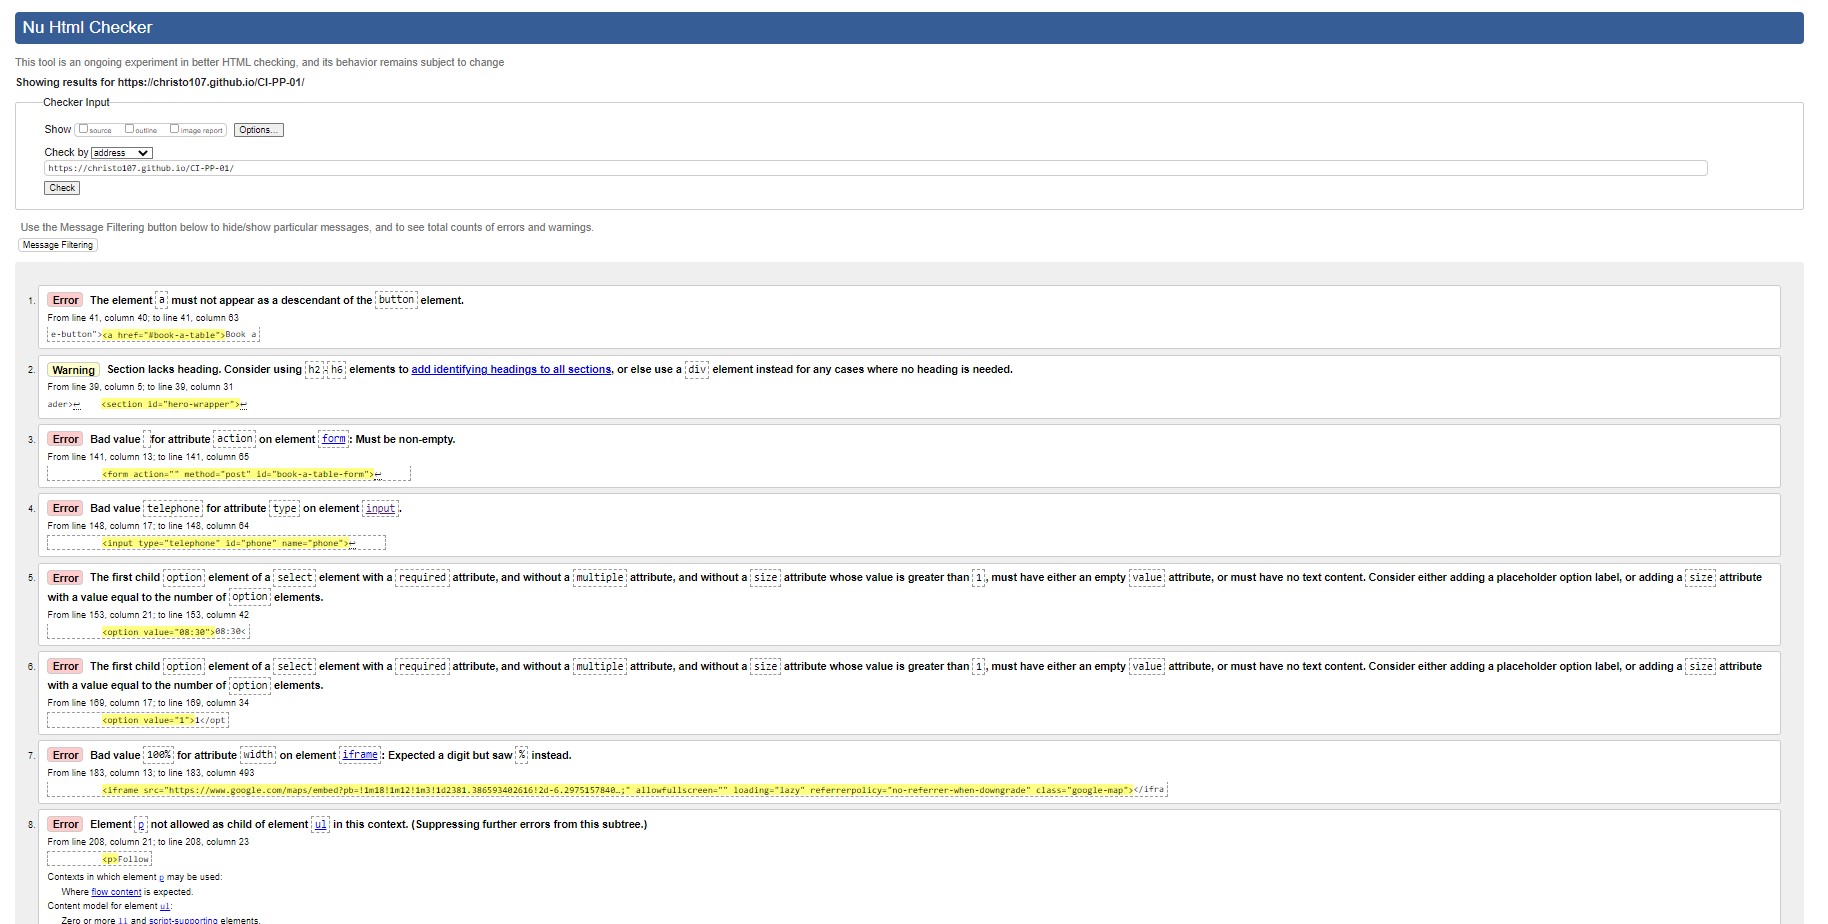 Nu Html Checker
This tool is an ongoing experiment in better HTML checking, and its behavior remains subject to change
Showing results for https://christo107.github.io/CI-PP-01/
Checker Input
Show source outline image report Options...
Check by address
https://christo107.github.io/CI-PP-01/
Check
Use the Message Filtering button below to hide/show particular messages, and to see total counts of errors and warnings.
Message Filtering
1. Error The element a must not appear as a descendant of the button element.
From line 41, column 40; to line 41, column 63
e-button"><a href="#book-a-table">Book a
2. Warning Section lacks heading. Consider using h2-h6 elements to add identifying headings to all sections, or else use a div element instead for any cases where no heading is needed.
From line 39, column 5; to line 39, column 31
ader>↩ <section id="hero-wrapper">↩
3. Error Bad value for attribute action on element form: Must be non-empty.
From line 141, column 13; to line 141, column 65
<form action="" method="post" id="book-a-table-form">↩
4. Error Bad value telephone for attribute type on element input.
From line 148, column 17; to line 148, column 64
<input type="telephone" id="phone" name="phone">↩
5. Error The first child option element of a select element with a required attribute, and without a multiple attribute, and without a size attribute whose value is greater than 1, must have either an empty value attribute, or must have no text content. Consider either adding a placeholder option label, or adding a size attribute
with a value equal to the number of option elements.
From line 153, column 21; to line 153, column 42
<option value="08:30">08:30<
6. Error The first child option element of a select element with a required attribute, and without a multiple attribute, and without a size attribute whose value is greater than 1, must have either an empty value attribute, or must have no text content. Consider either adding a placeholder option label, or adding a size attribute
with a value equal to the number of option elements.
From line 169, column 17; to line 169, column 34
<option value="1">1</opt
7. Error Bad value 100% for attribute width on element iframe: Expected a digit but saw % instead.
From line 183, column 13; to line 183, column 493
<iframe src="https://www.google.com/maps/embed?pb=!1m18!1m12!1m3!1d2381.386593402616!2d-6.2975157840…;" allowfullscreen="" loading="lazy" referrerpolicy="no-referrer-when-downgrade" class="google-map"></ifra
8. Error Element p not allowed as child of element ul in this context. (Suppressing further errors from this subtree.)
From line 208, column 21; to line 208, column 23
<p>Follow
Contexts in which element p may be used:
Where flow content is expected.
Content model for element ul:
Zero or more li and script-supporting elements.